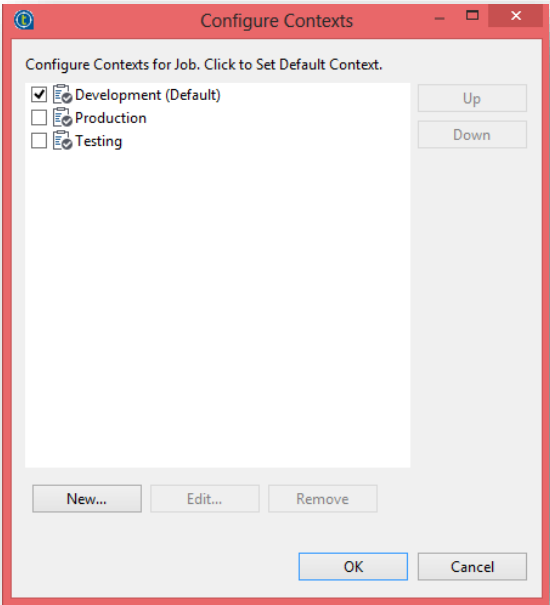 Configure Contexts
Configure Contexts for Job. Click to Set Default Context.
Development (Default)
Production
Testing
Up
Down
New...
Edit...
Remove
OK
Cancel